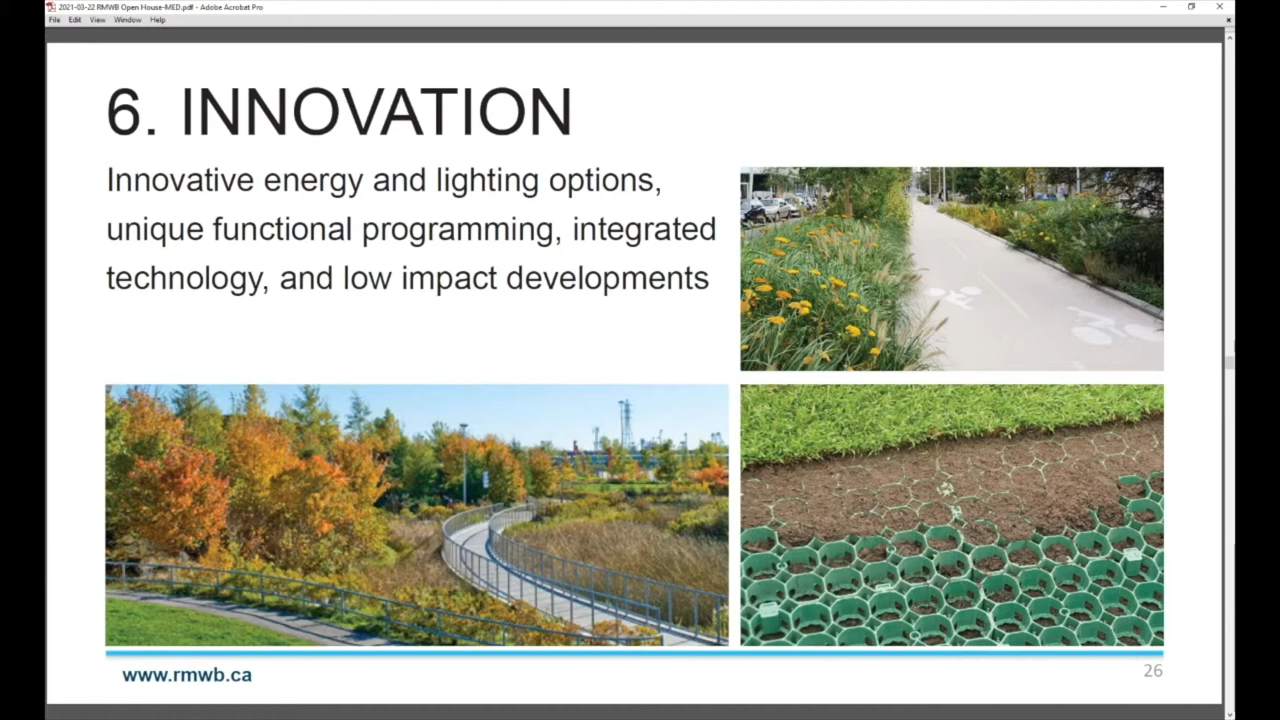 2021-03-22 RMWB Open House-MED.pdf - Adobe Acrobat Pro
File Edit View Window Help
6. INNOVATION
Innovative energy and lighting options,
unique functional programming, integrated
technology, and low impact developments
www.rmwb.ca
26